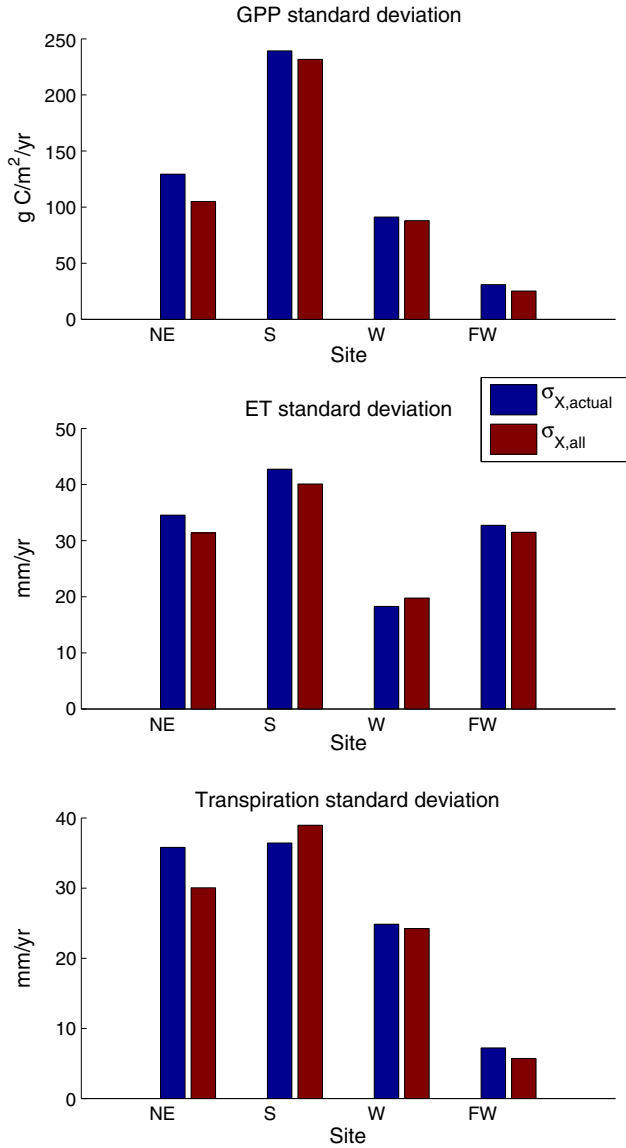 GPP standard deviation
250
200
150
100
50
0
g C/m²/yr
NE S W FW
Site
σX,actual
σX,all
ET standard deviation
50
40
30
20
10
0
mm/yr
NE S W FW
Site
Transpiration standard deviation
40
30
20
10
0
mm/yr
NE S W FW
Site